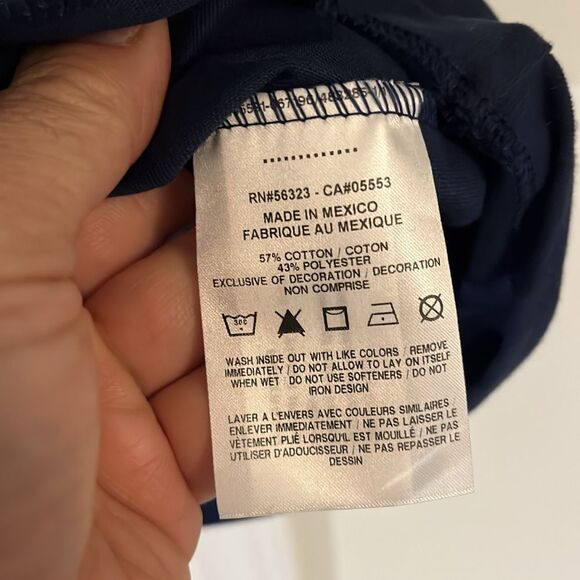 RN#56323 - CA#05553
MADE IN MEXICO
FABRIQUE AU MEXIQUE
57% COTTON / COTON
43% POLYESTER
EXCLUSIVE OF DECORATION / DECORATION
NON COMPRISE
30C
WASH INSIDE OUT WITH LIKE COLORS / REMOVE
IMMEDIATELY / DO NOT ALLOW TO LAY ON ITSELF
WHEN WET / DO NOT USE SOFTENERS / DO NOT
IRON DESIGN
LAVER A L'ENVERS AVEC COULEURS SIMILAIRES /
ENLEVER IMMEDIATEMENT / NE PAS LAISSER LE
VÊTEMENT PLIÉ LORSQU'IL EST MOUILLÉ / NE PAS
UTILISER D'ADOUCISSEUR / NE PAS REPASSER LE
DESSIN